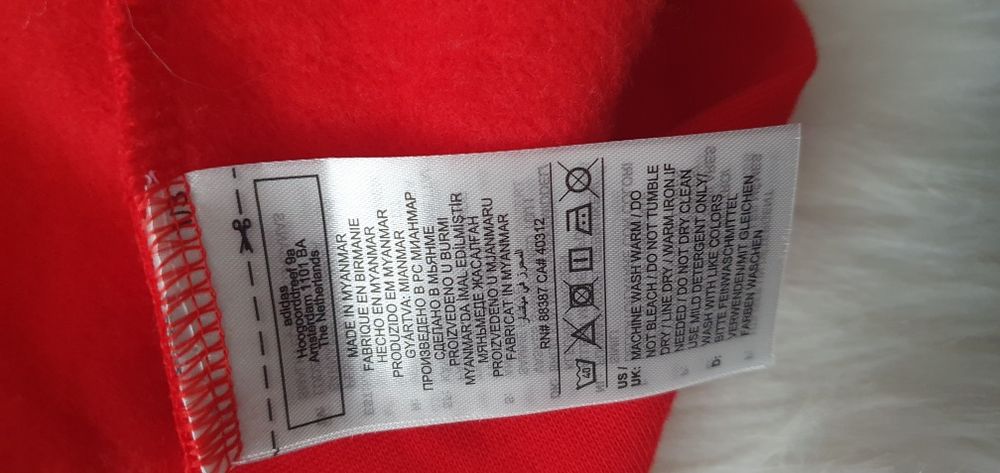 adidas
Hoogoorddreef 9a
Amsterdam 1101 BA
The Netherlands
MADE IN MYANMAR
FABRIQUE EN BIRMANIE
HECHO EN MYANMAR
PRODUZIDO EM MYANMAR
GYÁRTVA: MIANMAR
ПРОИЗВЕДЕНО В РС МИАНМАР
СДЕЛАНО В МЬЯНМЕ
PROIZVEDENO U BURMI
MYANMAR'DA İMAL EDİLMİŞTİR
МЯНЬМЕДЕ ЖАСАЛҒАН
PROIZVEDENO U MJANMARU
FABRICAT IN MYANMAR
RN# 88387 CA# 40312
40
US / UK: MACHINE WASH WARM / DO
NOT BLEACH / DO NOT TUMBLE
DRY / LINE DRY / WARM IRON IF
NEEDED / DO NOT DRY CLEAN
USE MILD DETERGENT ONLY/
WASH WITH LIKE COLORS
D: BITTE FEINWASCHMITTEL
VERWENDEN/MIT GLEICHEN
FARBEN WASCHEN